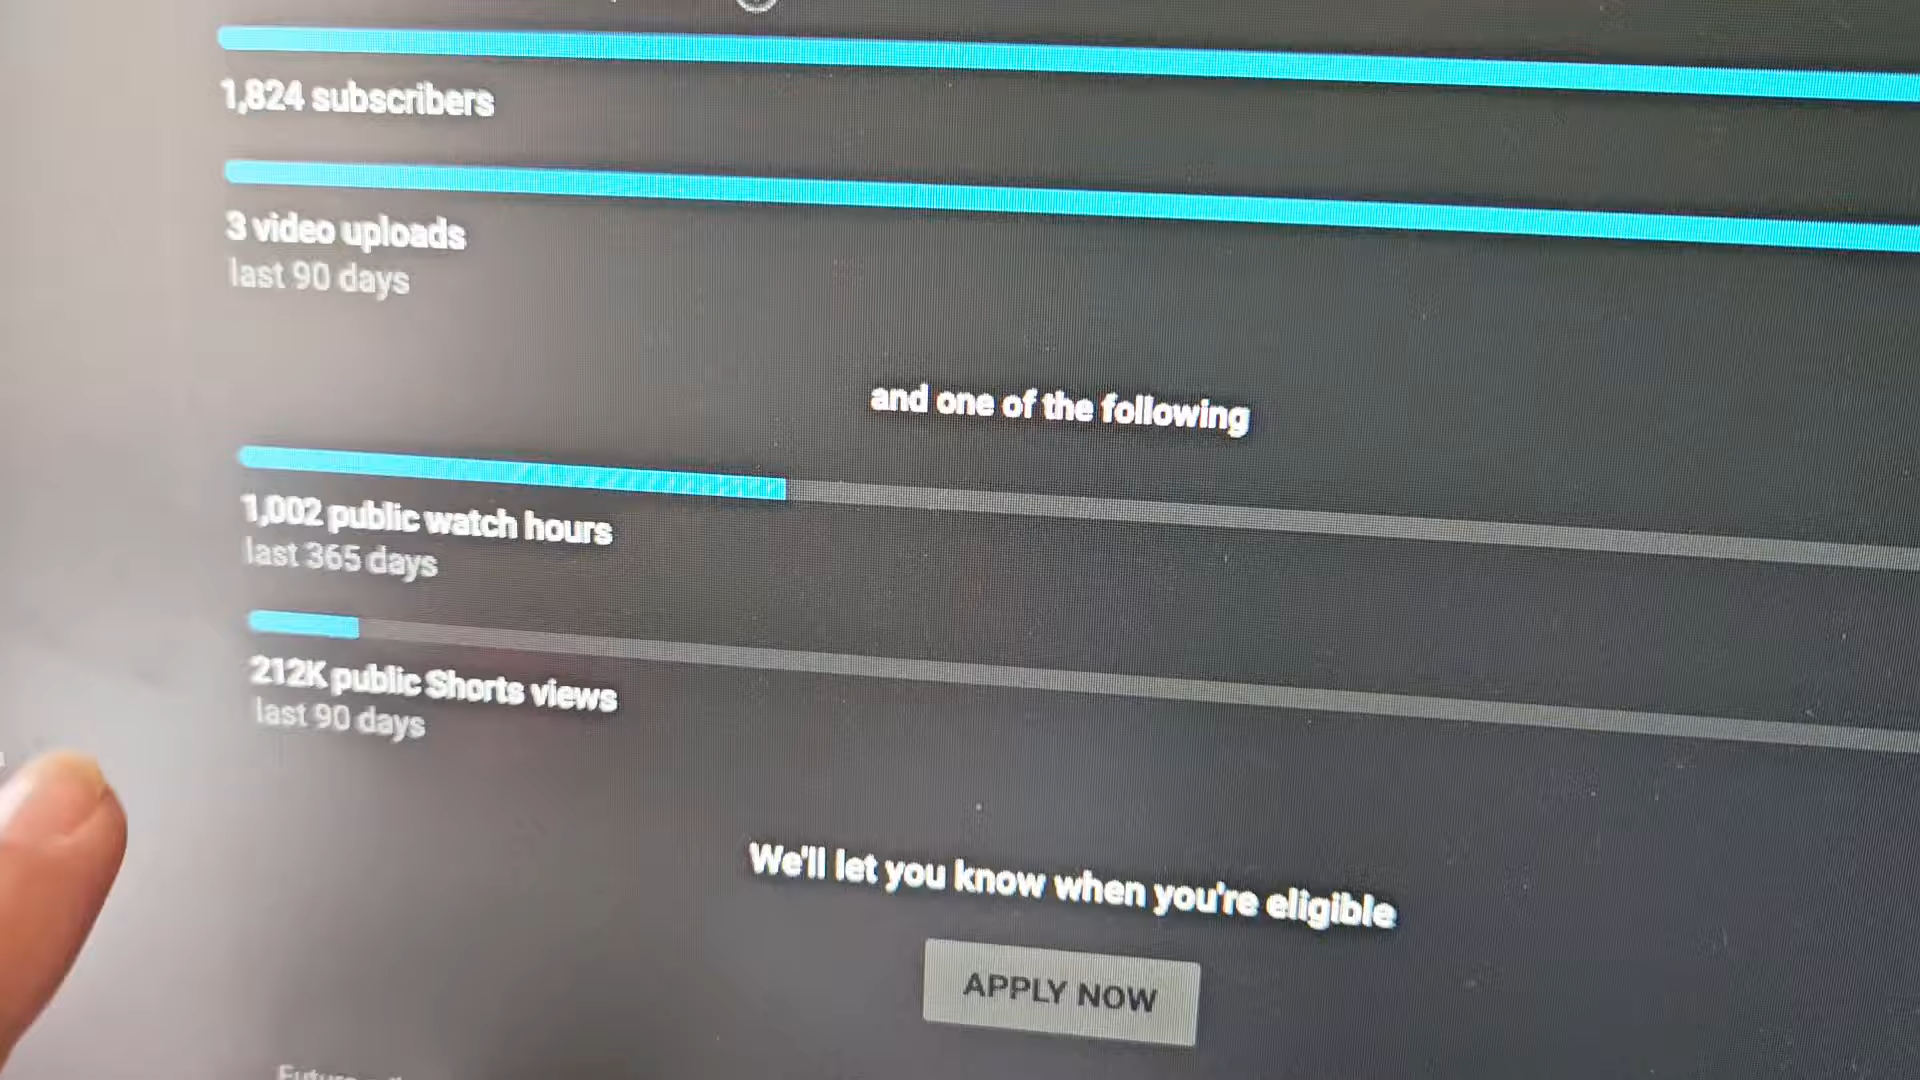 1,824 subscribers
3 video uploads
last 90 days
and one of the following
1,002 public watch hours
last 365 days
212K public Shorts views
last 90 days
We'll let you know when you're eligible
APPLY NOW